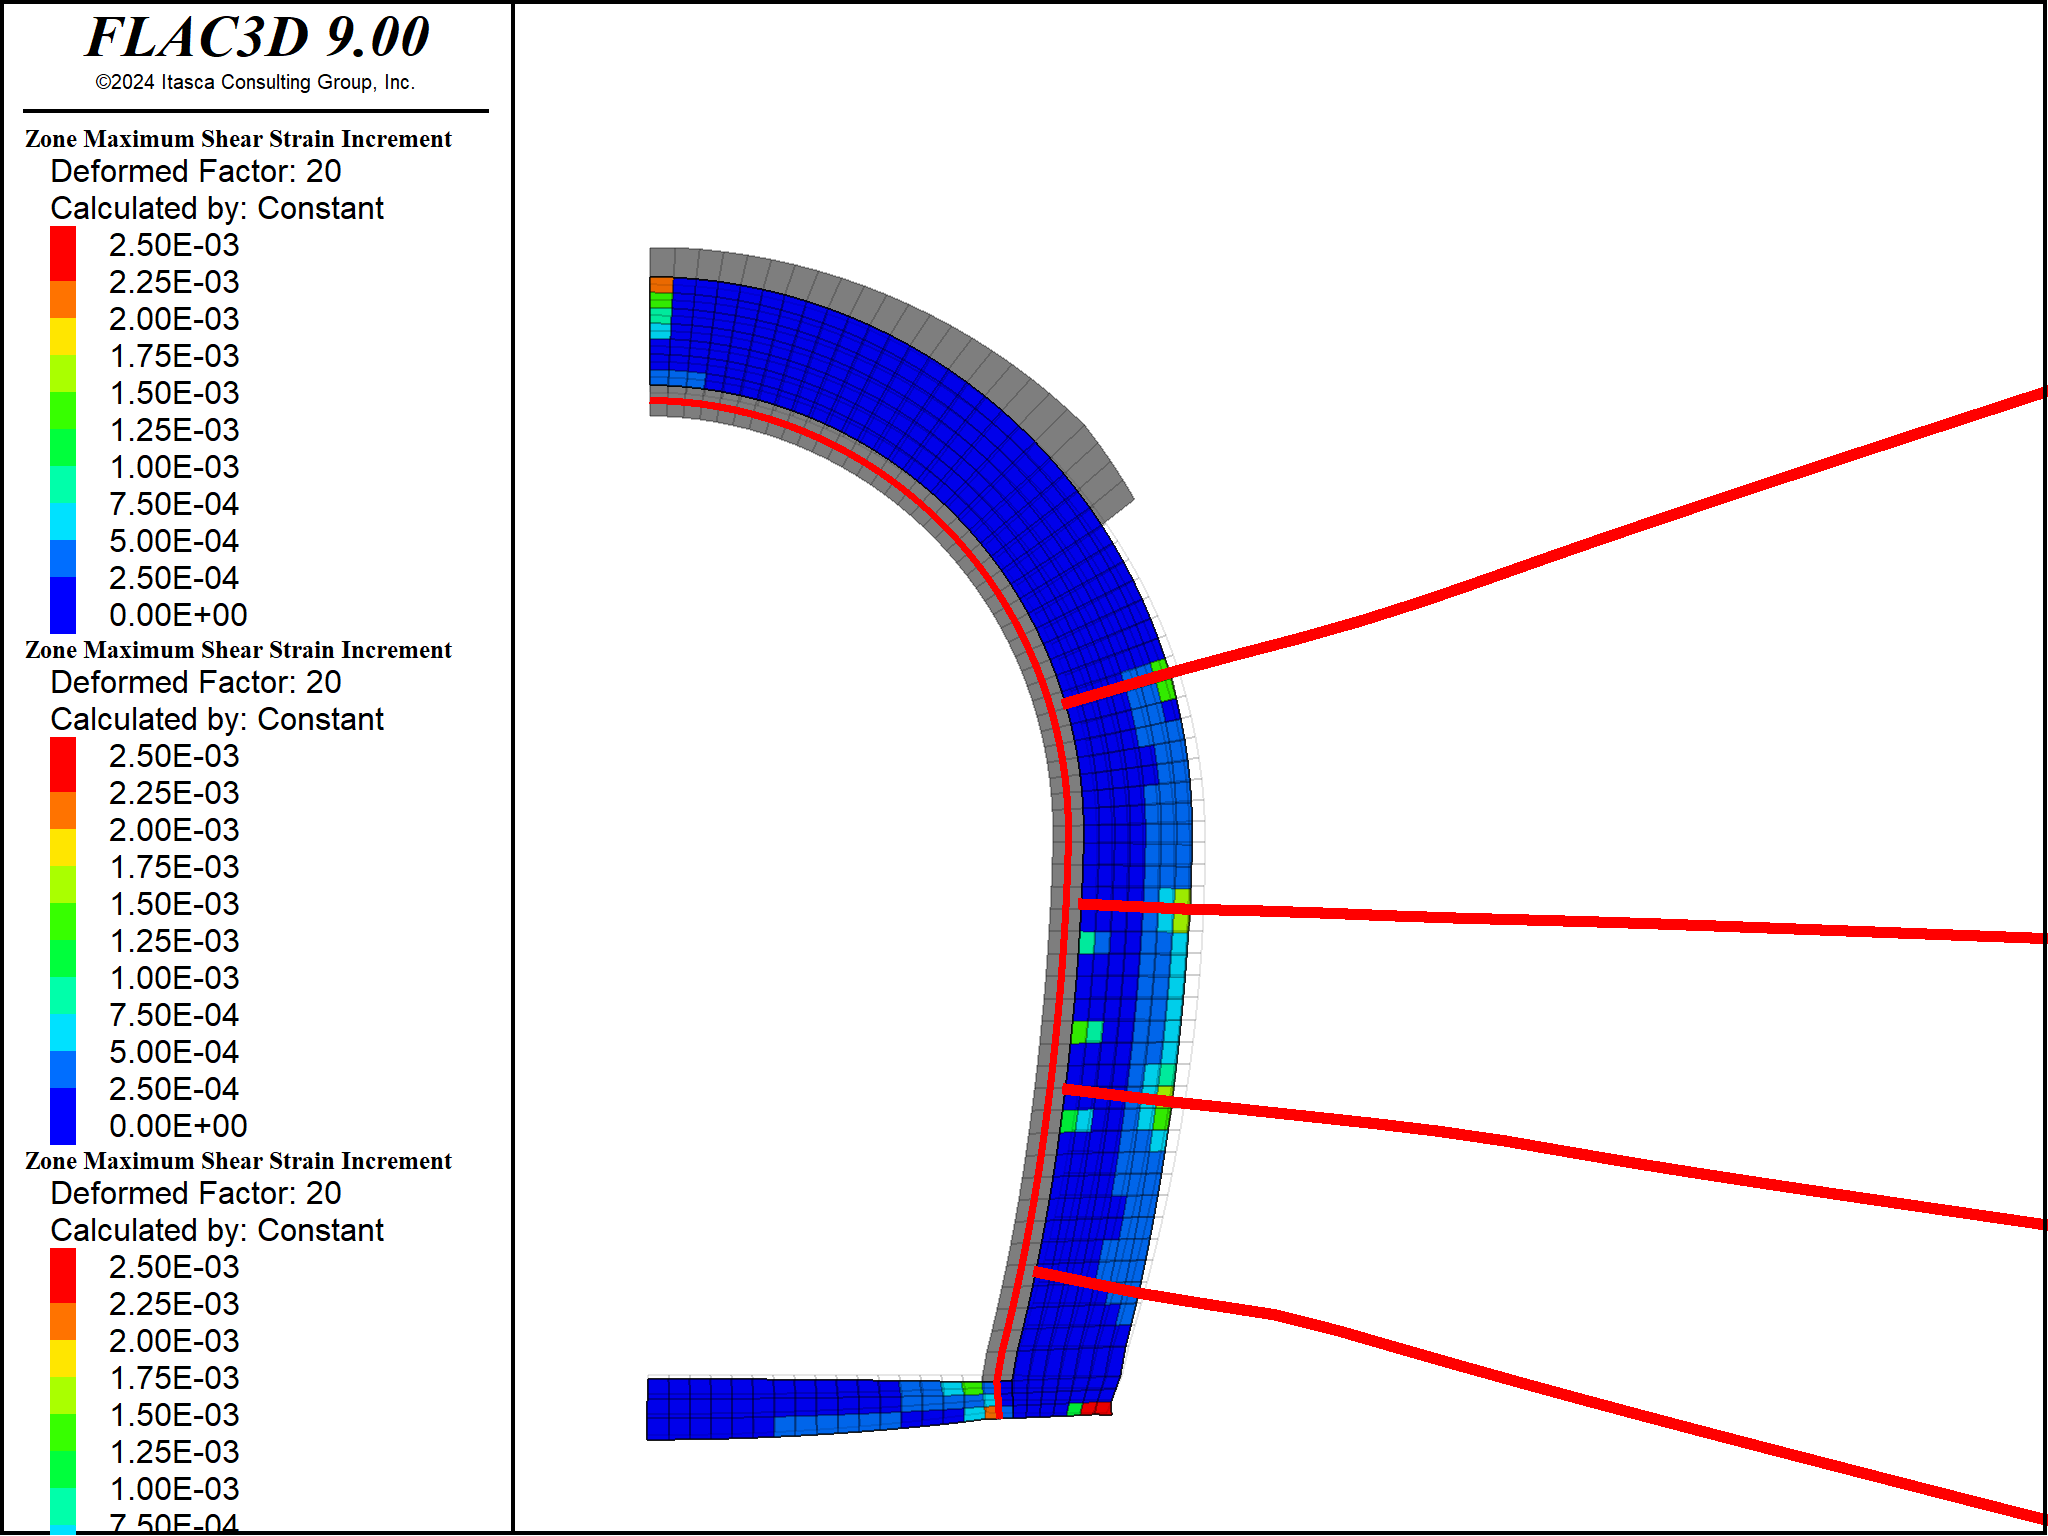 FLAC3D 9.00
©2024 Itasca Consulting Group, Inc.
Zone Maximum Shear Strain Increment
Deformed Factor: 20
Calculated by: Constant
2.50E-03
2.25E-03
2.00E-03
1.75E-03
1.50E-03
1.25E-03
1.00E-03
7.50E-04
5.00E-04
2.50E-04
0.00E+00
Zone Maximum Shear Strain Increment
Deformed Factor: 20
Calculated by: Constant
2.50E-03
2.25E-03
2.00E-03
1.75E-03
1.50E-03
1.25E-03
1.00E-03
7.50E-04
5.00E-04
2.50E-04
0.00E+00
Zone Maximum Shear Strain Increment
Deformed Factor: 20
Calculated by: Constant
2.50E-03
2.25E-03
2.00E-03
1.75E-03
1.50E-03
1.25E-03
1.00E-03
7.50E-04